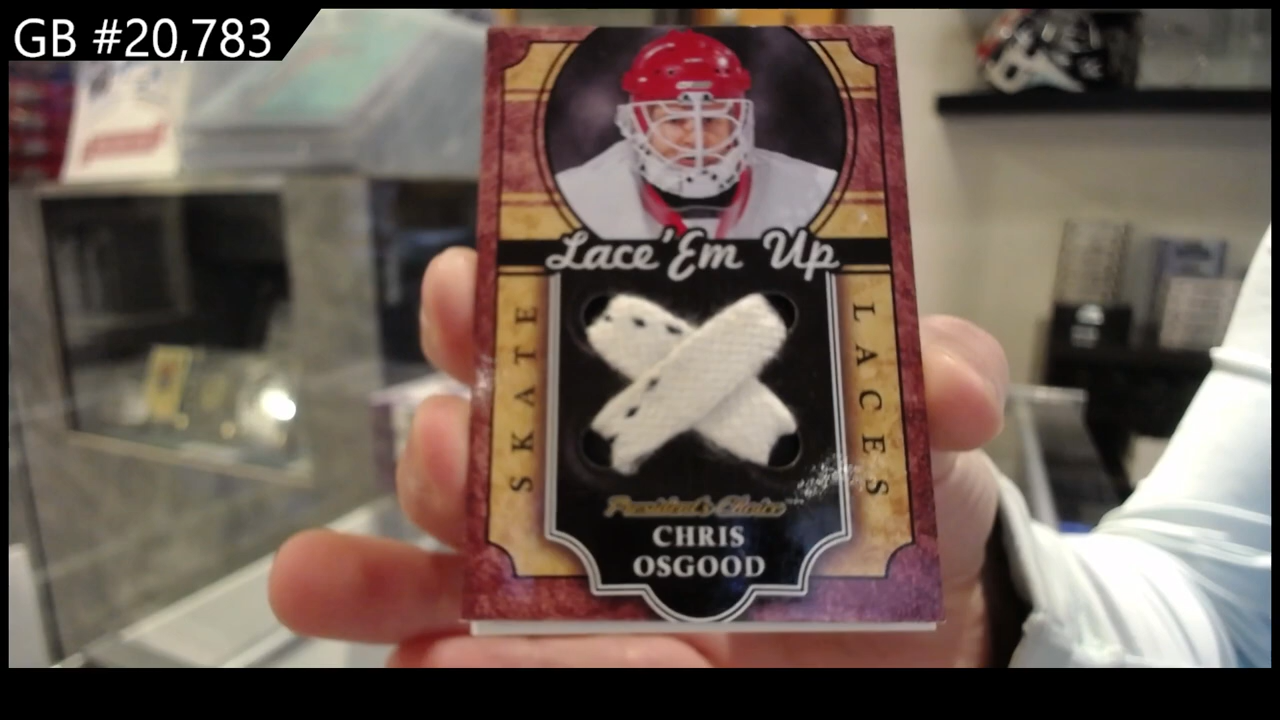 GB #20,783
Lace 'Em Up
SKATE
LACES
President's Choice
CHRIS
OSGOOD